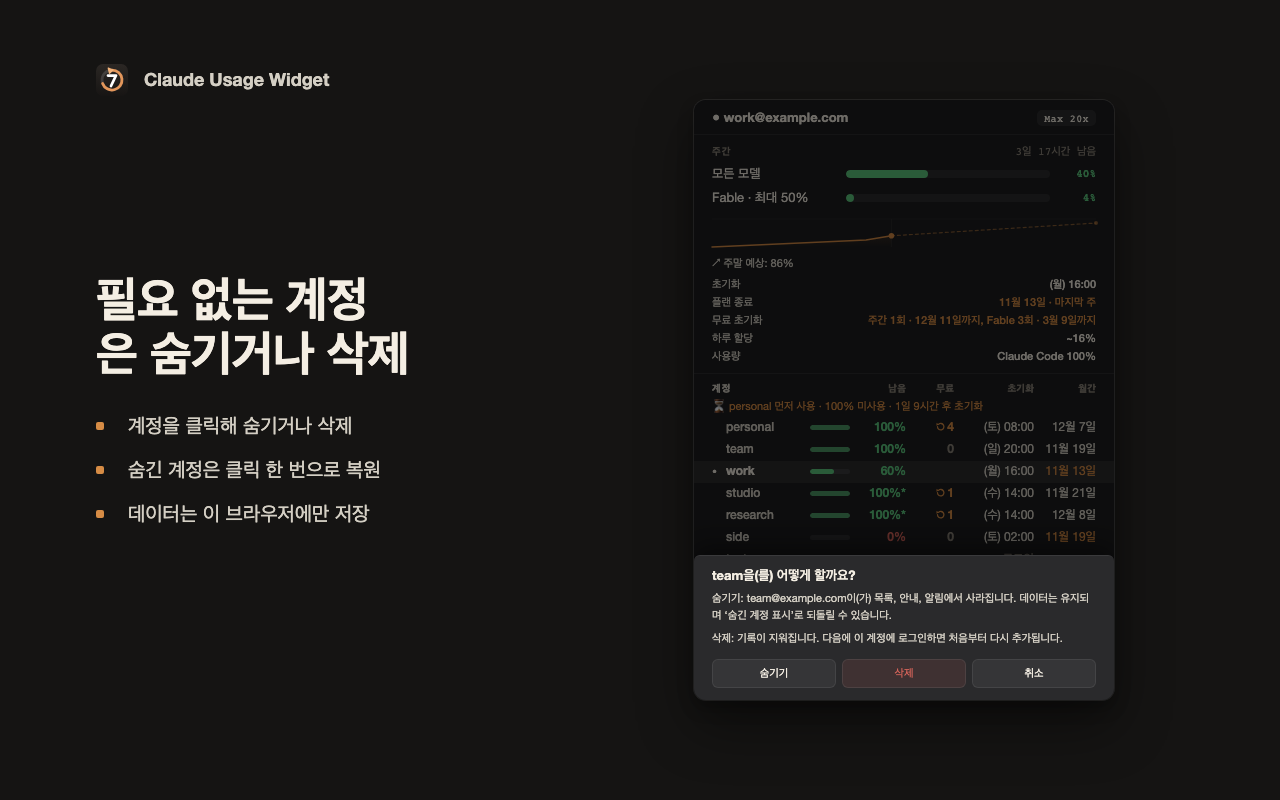 7 Claude Usage Widget
필요 없는 계정
은 숨기거나 삭제
계정을 클릭해 숨기거나 삭제
숨긴 계정은 클릭 한 번으로 복원
데이터는 이 브라우저에만 저장
work@example.com Max 20x
주간 3일 17시간 남음
모든 모델 40%
Fable · 최대 50% 4%
↗ 주말 예상: 86%
초기화 (월) 16:00
플랜 종료 11월 13일 · 마지막 주
무료 초기화 주간 1회 · 12월 11일까지, Fable 3회 · 3월 9일까지
하루 할당 ~16%
사용량 Claude Code 100%
계정 남음 무료 초기화 월간
⏳ personal 먼저 사용 · 100% 미사용 · 1일 9시간 후 초기화
personal 100% 4 (토) 08:00 12월 7일
team 100% 0 (일) 20:00 11월 19일
• work 60% (월) 16:00 11월 13일
studio 100%* 1 (수) 14:00 11월 21일
research 100%* 1 (수) 14:00 12월 8일
side 0% 0 (토) 02:00 11월 19일
team을(를) 어떻게 할까요?
숨기기: team@example.com이(가) 목록, 안내, 알림에서 사라집니다. 데이터는 유지되
며 ‘숨긴 계정 표시’로 되돌릴 수 있습니다.
삭제: 기록이 지워집니다. 다음에 이 계정에 로그인하면 처음부터 다시 추가됩니다.
숨기기 삭제 취소